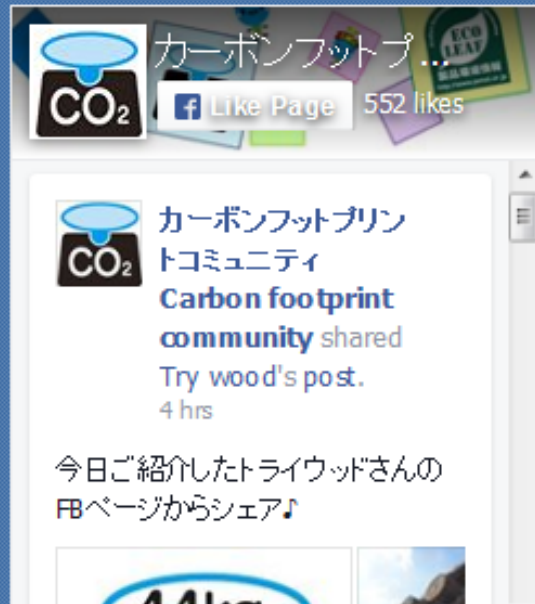 カーボンフットプ...
CO2
Like Page
552 likes
ECO
LEAF
カーボンフットプリン
トコミュニティ
Carbon footprint
community shared
Try wood's post.
4 hrs
CO2
今日ご紹介したトライウッドさんの
FBページからシェア♪